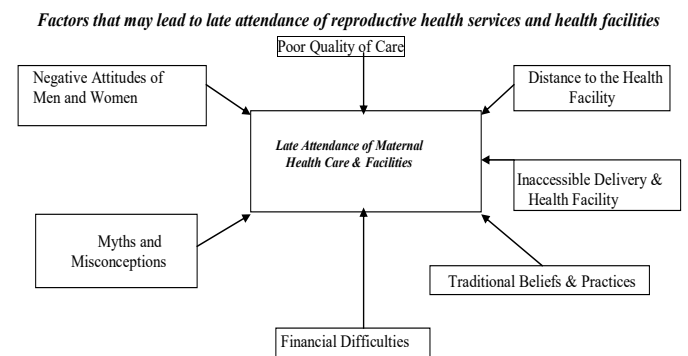 Factors that may lead to late attendance of reproductive health services and health facilities
Poor Quality of Care
Negative Attitudes of
Men and Women
Distance to the Health
Facility
Late Attendance of Maternal
Health Care & Facilities
Inaccessible Delivery &
Health Facility
Myths and
Misconceptions
Traditional Beliefs & Practices
Financial Difficulties